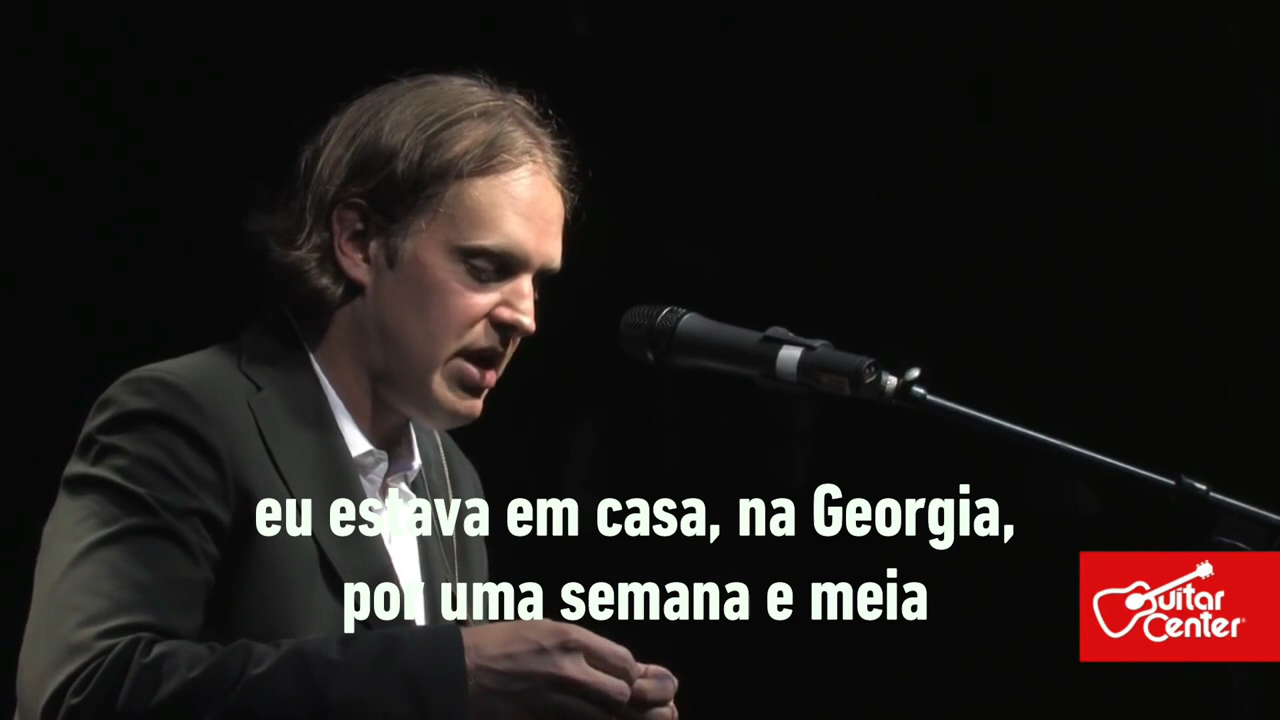 eu estava em casa, na Georgia,
por uma semana e meia
Guitar
Center